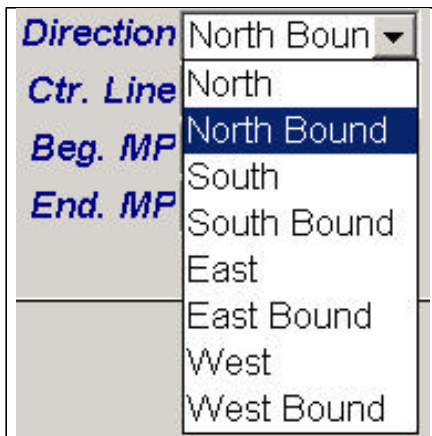 Direction North Boun
Ctr. Line North
Beg. MP North Bound
End. MP South
South Bound
East
East Bound
West
West Bound